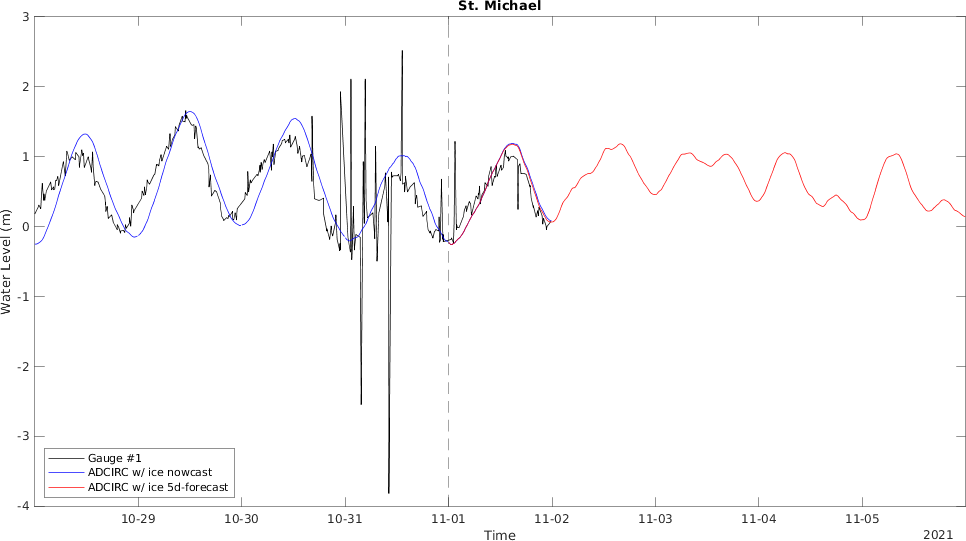 St. Michael
3
2
1
0
-1
-2
-3
-4
Water Level (m)
Gauge #1
ADCIRC w/ ice nowcast
ADCIRC w/ ice 5d-forecast
10-29 10-30 10-31 11-01 11-02 11-03 11-04 11-05
Time
2021